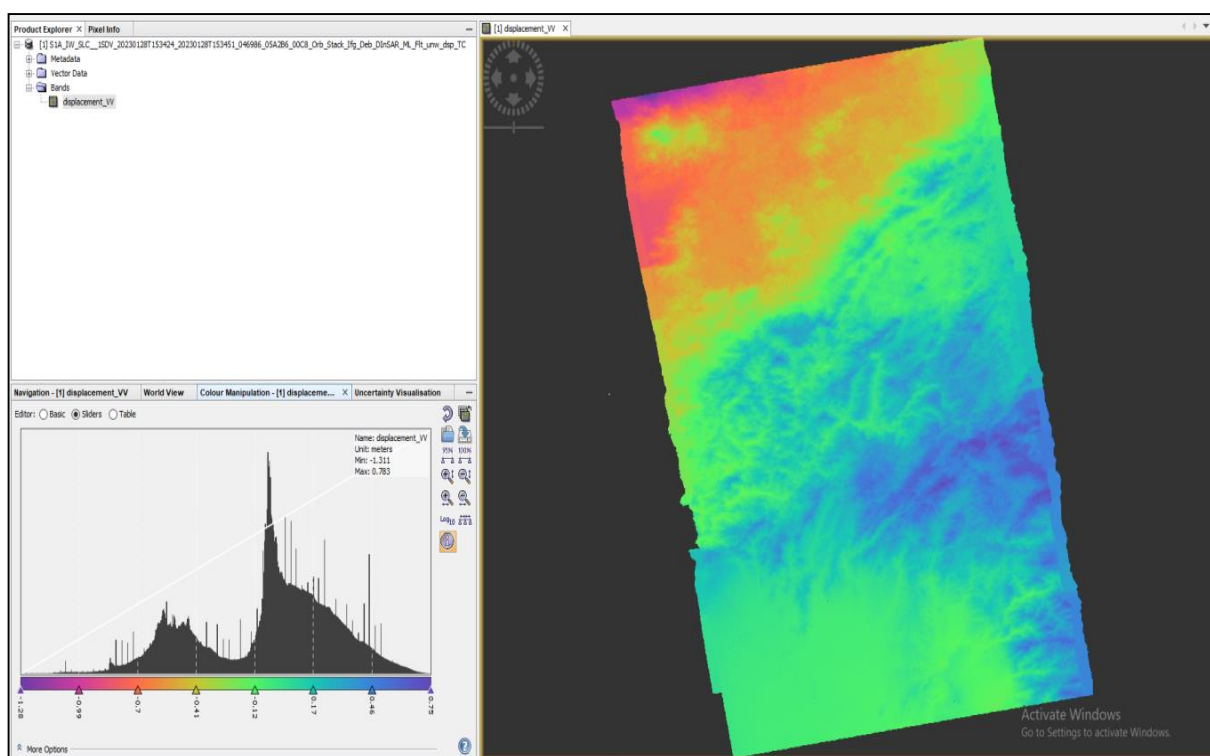 Product Explorer × Pixel Info
[1] S1A_IW_SLC__1SDV_20230128T153424_20230128T153451_046986_05A2B6_00C8_Orb_Stack_Ifg_Deb_DInSAR_ML_Flt_unw_dsp_TC
Metadata
Vector Data
Bands
displacement_VV
[1] displacement_VV ×
Navigation - [1] displacement_VV World View Colour Manipulation - [1] displaceme... × Uncertainty Visualisation
Editor: Basic Sliders Table
Name: displacement_VV
Unit: meters
Min: -1.311
Max: 0.783
95% 100%
Log10
-1.28 -0.99 -0.7 -0.41 -0.12 0.17 0.46 0.75
More Options
Activate Windows
Go to Settings to activate Windows.